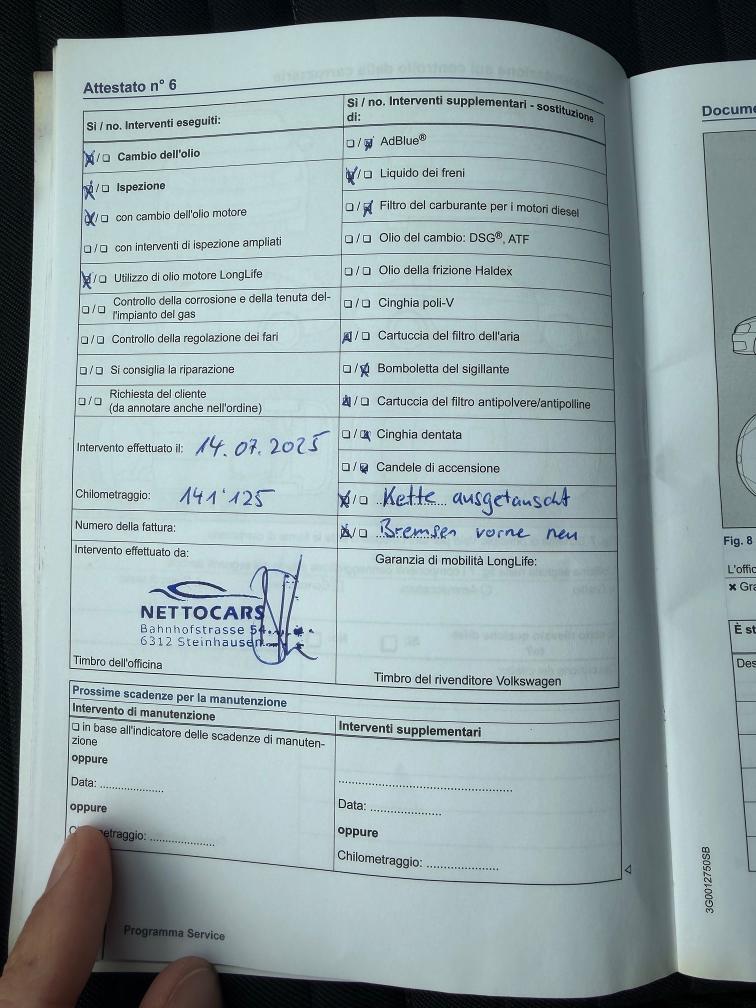 Attestato n° 6
Si / no. Interventi eseguiti:
☒/☐ Cambio dell'olio
☒/☐ Ispezione
☒/☐ con cambio dell'olio motore
☐/☐ con interventi di ispezione ampliati
☒/☐ Utilizzo di olio motore LongLife
☐/☐ Controllo della corrosione e della tenuta del-
l'impianto del gas
☐/☐ Controllo della regolazione dei fari
☐/☐ Si consiglia la riparazione
☐/☐ Richiesta del cliente
(da annotare anche nell'ordine)
Intervento effettuato il: 14.07.2025
Chilometraggio: 141'125
Numero della fattura:
Intervento effettuato da:
NETTOCARS
Bahnhofstrasse 54
6312 Steinhausen
Timbro dell'officina
Si / no. Interventi supplementari - sostituzione
di:
☐/☒ AdBlue®
☒/☐ Liquido dei freni
☐/☒ Filtro del carburante per i motori diesel
☐/☐ Olio del cambio: DSG®, ATF
☐/☐ Olio della frizione Haldex
☐/☐ Cinghia poli-V
☒/☐ Cartuccia del filtro dell'aria
☐/☒ Bomboletta del sigillante
☒/☐ Cartuccia del filtro antipolvere/antipolline
☐/☒ Cinghia dentata
☐/☒ Candele di accensione
☒/☐ Kette ausgetauscht
☒/☐ Bremsen vorne neu
Garanzia di mobilità LongLife:
Timbro del rivenditore Volkswagen
Prossime scadenze per la manutenzione
Intervento di manutenzione
☐ in base all'indicatore delle scadenze di manuten-
zione
oppure
Data: ....................
oppure
etraggio: ....................
Interventi supplementari
Data: ....................
oppure
Chilometraggio: ....................
Programma Service
Docume
Fig. 8
L'offic
✖ Gra
È st
Des
3G0012750SB